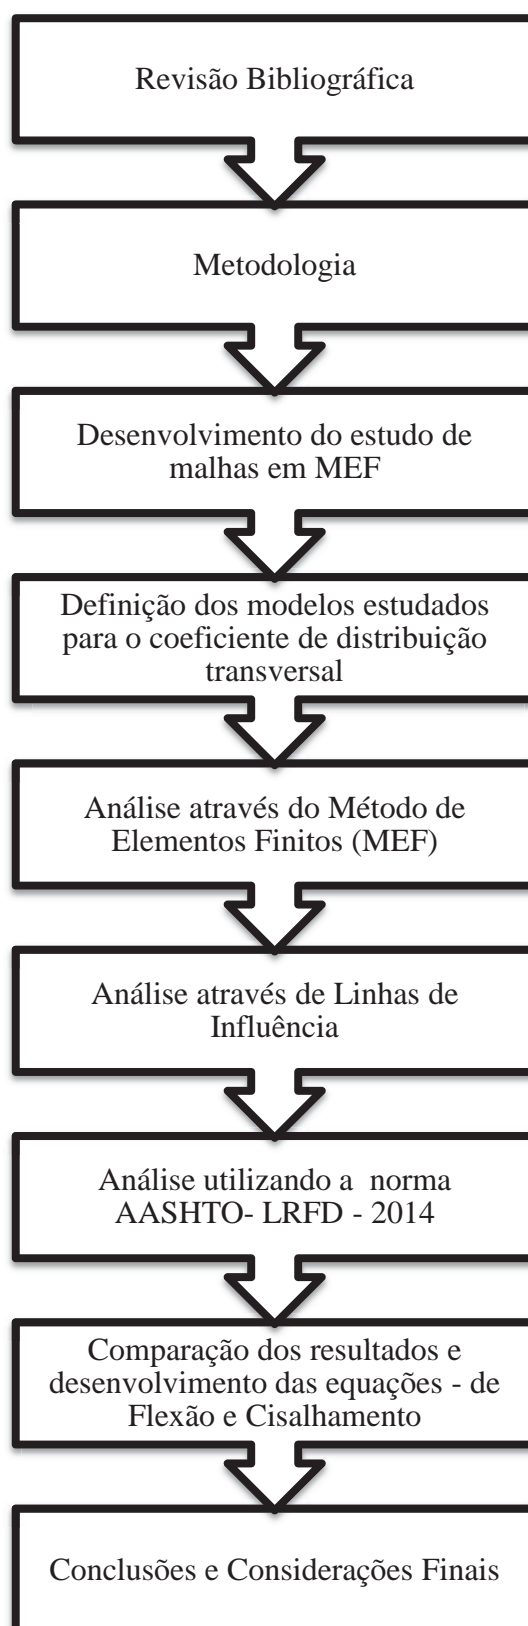 Revisão Bibliográfica
Metodologia
Desenvolvimento do estudo de
malhas em MEF
Definição dos modelos estudados
para o coeficiente de distribuição
transversal
Análise através do Método de
Elementos Finitos (MEF)
Análise através de Linhas de
Influência
Análise utilizando a norma
AASHTO- LRFD - 2014
Comparação dos resultados e
desenvolvimento das equações - de
Flexão e Cisalhamento
Conclusões e Considerações Finais